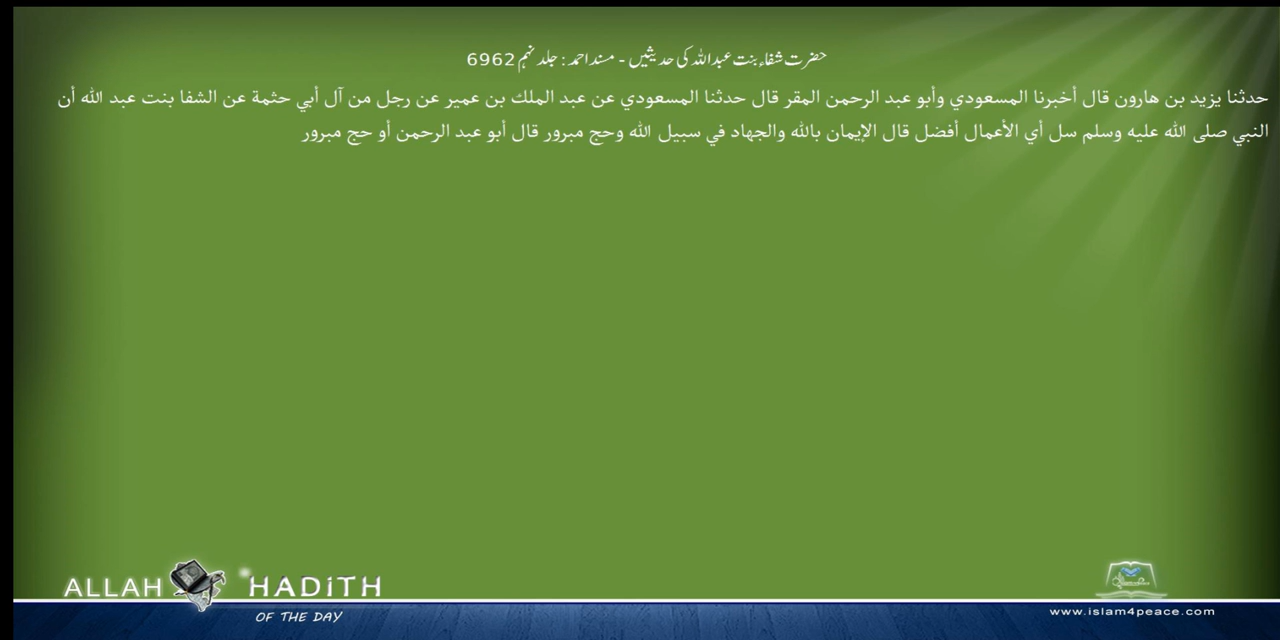 حضرت شفاء بنت عبداللہ کی حدیثیں - مسند احمد : جلد نہم 6962
حدثنا يزيد بن هارون قال أخبرنا المسعودي وأبو عبد الرحمن المقر قال حدثنا المسعودي عن عبد الملك بن عمير عن رجل من آل أبي حثمة عن الشفا بنت عبد الله أن
النبي صلى الله عليه وسلم سل أي الأعمال أفضل قال الإيمان بالله والجهاد في سبيل الله وحج مبرور قال أبو عبد الرحمن أو حج مبرور
ALLAH HADITH
OF THE DAY
www.islam4peace.com